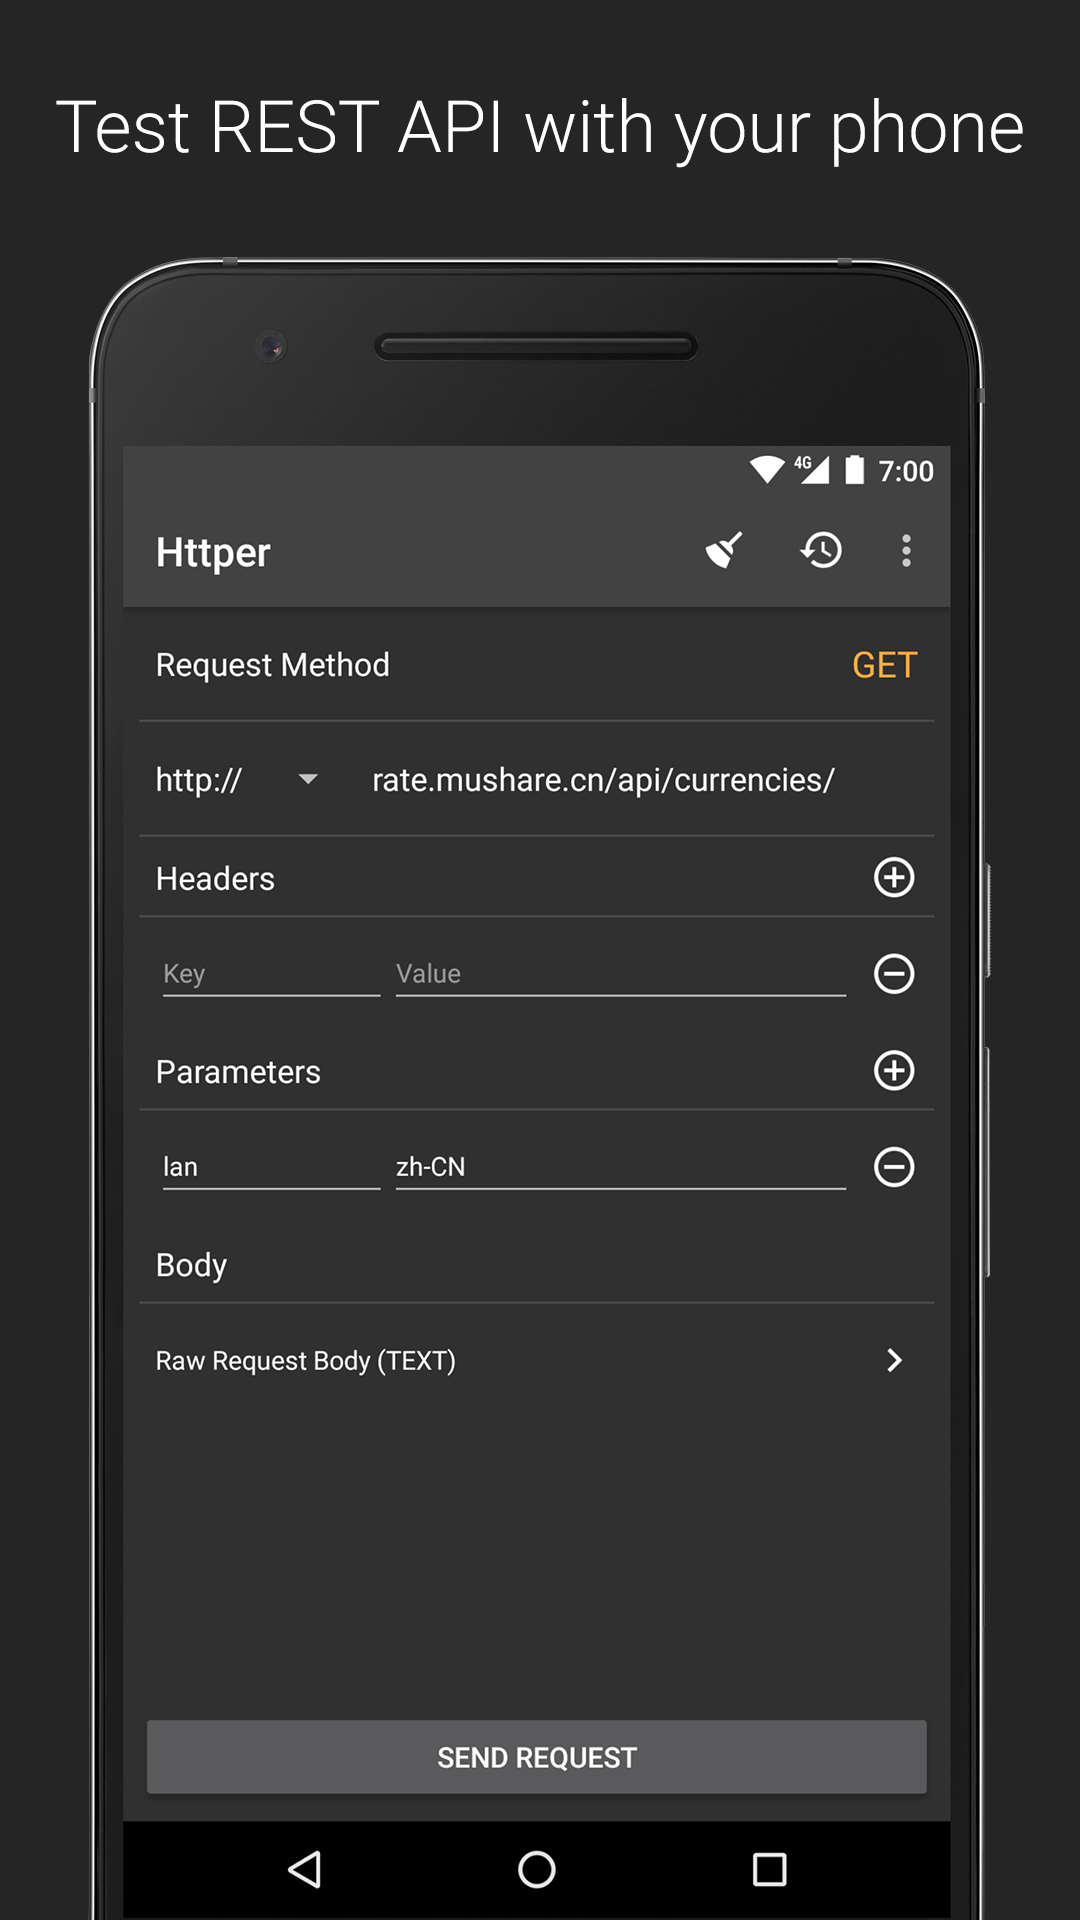 Test REST API with your phone
4G 7:00
Httper
Request Method GET
http:// rate.mushare.cn/api/currencies/
Headers
Key Value
Parameters
lan zh-CN
Body
Raw Request Body (TEXT)
SEND REQUEST